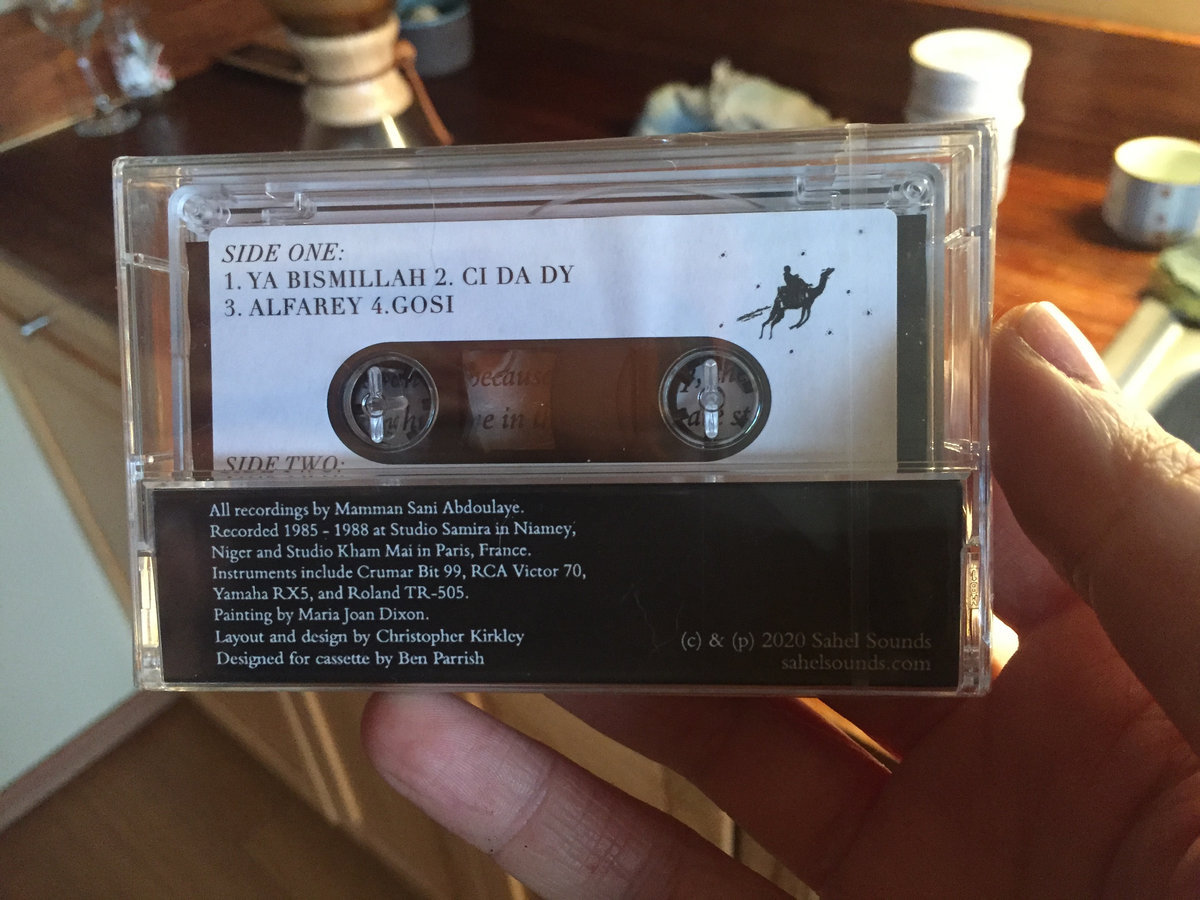 SIDE ONE:
1. YA BISMILLAH 2. CI DA DY
3. ALFAREY 4.GOSI
because
me in
SIDE TWO:
All recordings by Mamman Sani Abdoulaye.
Recorded 1985 - 1988 at Studio Samira in Niamey,
Niger and Studio Kham Mai in Paris, France.
Instruments include Crumar Bit 99, RCA Victor 70,
Yamaha RX5, and Roland TR-505.
Painting by Maria Joan Dixon.
Layout and design by Christopher Kirkley
Designed for cassette by Ben Parrish
(c) & (p) 2020 Sahel Sounds
sahelsounds.com